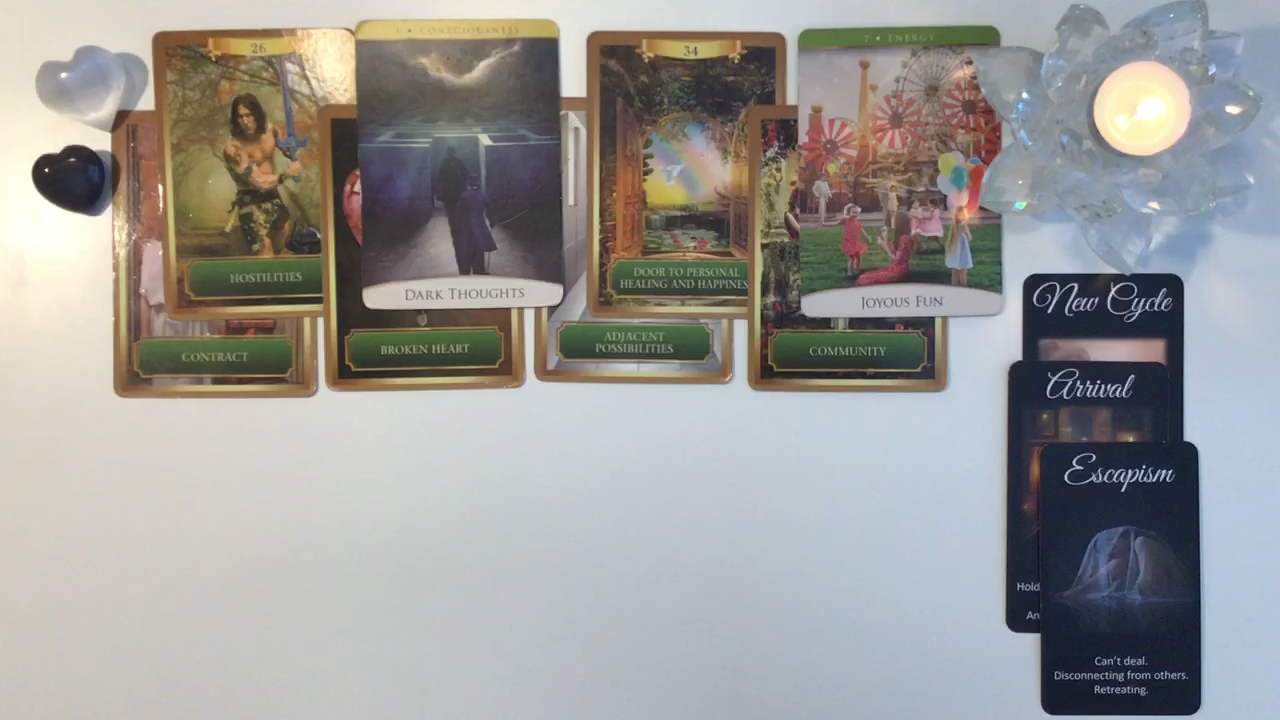 26
HOSTILITIES
CONTRACT
BROKEN HEART
CONSCIOUSNESS
DARK THOUGHTS
ADJACENT
POSSIBILITIES
34
DOOR TO PERSONAL
HEALING AND HAPPINES
COMMUNITY
7 • ENERGY
JOYOUS FUN
New Cycle
Arrival
Hold
An
Escapism
Can't deal.
Disconnecting from others.
Retreating.